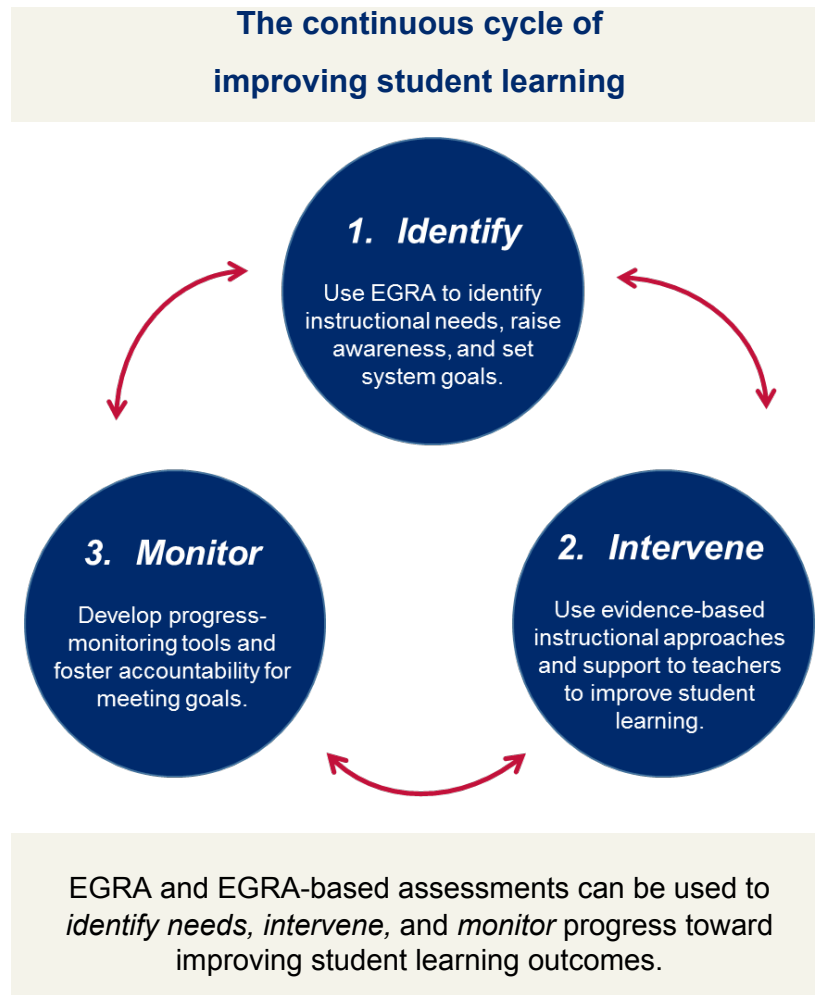 The continuous cycle of
improving student learning
1. Identify
Use EGRA to identify
instructional needs, raise
awareness, and set
system goals.
2. Intervene
Use evidence-based
instructional approaches
and support to teachers
to improve student
learning.
3. Monitor
Develop progress-
monitoring tools and
foster accountability for
meeting goals.
EGRA and EGRA-based assessments can be used to
identify needs, intervene, and monitor progress toward
improving student learning outcomes.